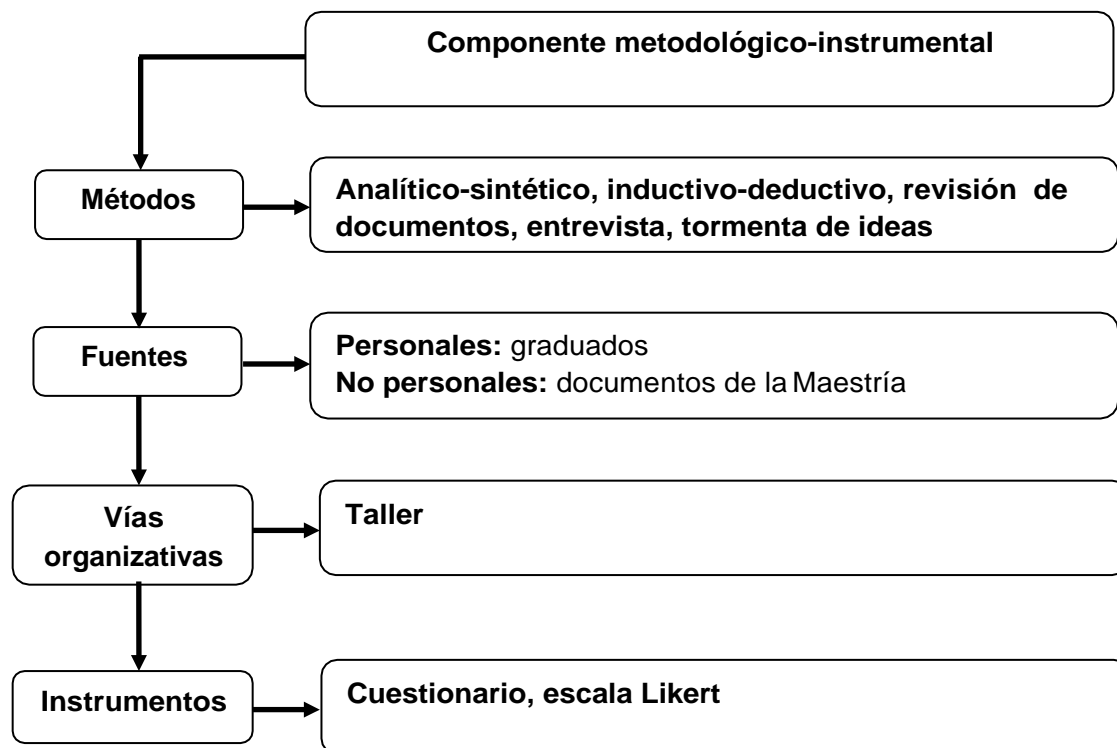 Componente metodológico-instrumental
Métodos
Analítico-sintético, inductivo-deductivo, revisión de
documentos, entrevista, tormenta de ideas
Fuentes
Personales: graduados
No personales: documentos de la Maestría
Vías
organizativas
Taller
Instrumentos
Cuestionario, escala Likert